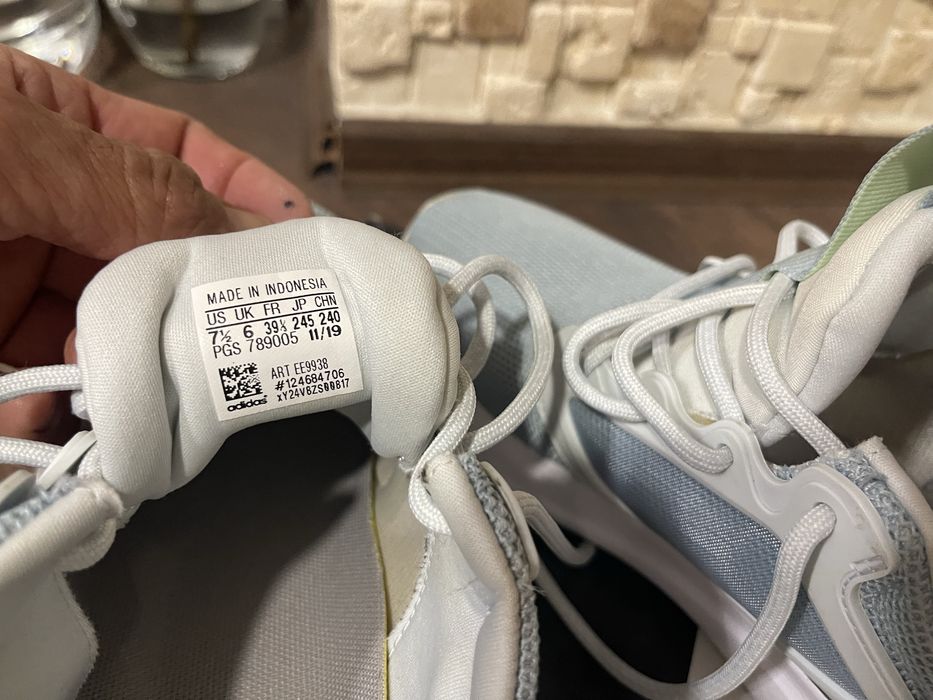 MADE IN INDONESIA
US UK FR JP CHN
7½ 6 39⅓ 245 240
PGS 789005 11/19
ART EE9938
#124684706
xY24V8ZS00817
adidas